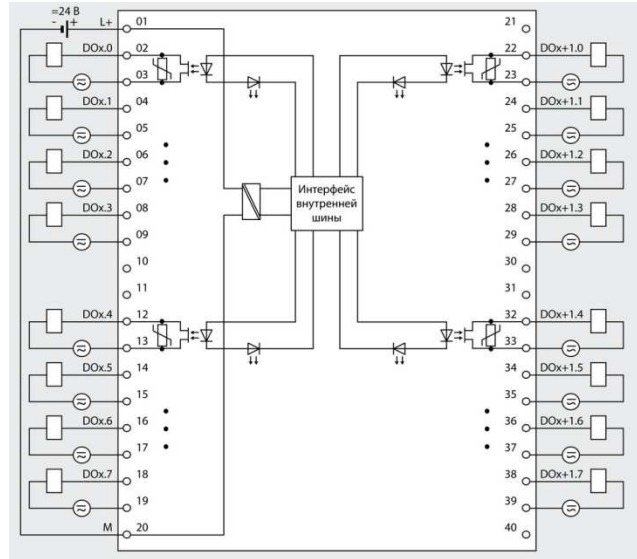 =24 В
- + L+ 01 21
DOx.0 02 22 DOx+1.0
03 23
DOx.1 04 24 DOx+1.1
05 25
DOx.2 06 26 DOx+1.2
07 27
DOx.3 08 28 DOx+1.3
09 29
10 30
11 31
Интерфейс
внутренней
шины
DOx.4 12 32 DOx+1.4
13 33
DOx.5 14 34 DOx+1.5
15 35
DOx.6 16 36 DOx+1.6
17 37
DOx.7 18 38 DOx+1.7
19 39
M 20 40